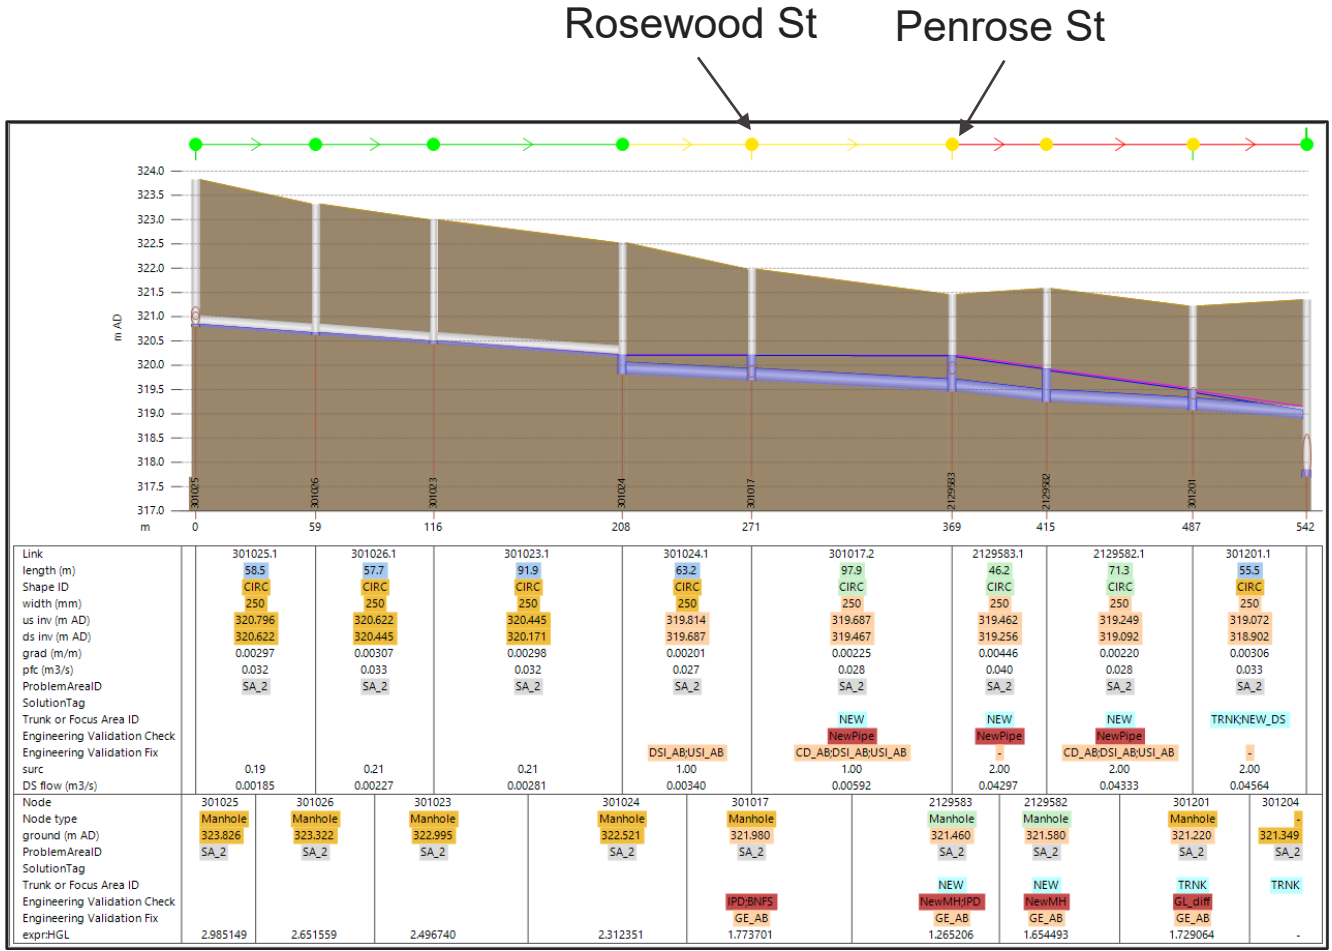 Rosewood St Penrose St
324.0
323.5
323.0
322.5
322.0
321.5
321.0
320.5
320.0
319.5
319.0
318.5
318.0
317.5
317.0
m AD
301025 301026 301023 301024 301017 2129583 2129582 301201
m 0 59 116 208 271 369 415 487 542
Link 301025.1 301026.1 301023.1 301024.1 301017.2 2129583.1 2129582.1 301201.1
length (m) 58.5 57.7 91.9 63.2 97.9 46.2 71.3 55.5
Shape ID CIRC CIRC CIRC CIRC CIRC CIRC CIRC CIRC
width (mm) 250 250 250 250 250 250 250 250
us inv (m AD) 320.796 320.622 320.445 319.814 319.687 319.462 319.249 319.072
ds inv (m AD) 320.622 320.445 320.171 319.687 319.467 319.256 319.092 318.902
grad (m/m) 0.00297 0.00307 0.00298 0.00201 0.00225 0.00446 0.00220 0.00306
pfc (m3/s) 0.032 0.033 0.032 0.027 0.028 0.040 0.028 0.033
ProblemAreaID SA_2 SA_2 SA_2 SA_2 SA_2 SA_2 SA_2 SA_2
SolutionTag
Trunk or Focus Area ID NEW NEW NEW TRNK;NEW_DS
Engineering Validation Check NewPipe NewPipe NewPipe
Engineering Validation Fix DSI_AB;USI_AB CD_AB;DSI_AB;USI_AB - CD_AB;DSI_AB;USI_AB -
surc 0.19 0.21 0.21 1.00 1.00 2.00 2.00 2.00
DS flow (m3/s) 0.00185 0.00227 0.00281 0.00340 0.00592 0.04297 0.04333 0.04564
Node 301025 301026 301023 301024 301017 2129583 2129582 301201 301204
Node type Manhole Manhole Manhole Manhole Manhole Manhole Manhole Manhole -
ground (m AD) 323.826 323.322 322.995 322.521 321.980 321.460 321.580 321.220 321.349
ProblemAreaID SA_2 SA_2 SA_2 SA_2 SA_2 SA_2 SA_2 SA_2 SA_2
SolutionTag
Trunk or Focus Area ID NEW NEW TRNK TRNK
Engineering Validation Check IPD;BNFS NewMH;IPD NewMH GL_diff
Engineering Validation Fix GE_AB GE_AB GE_AB GE_AB
expr:HGL 2.985149 2.651559 2.496740 2.312351 1.773701 1.265206 1.654493 1.729064 -